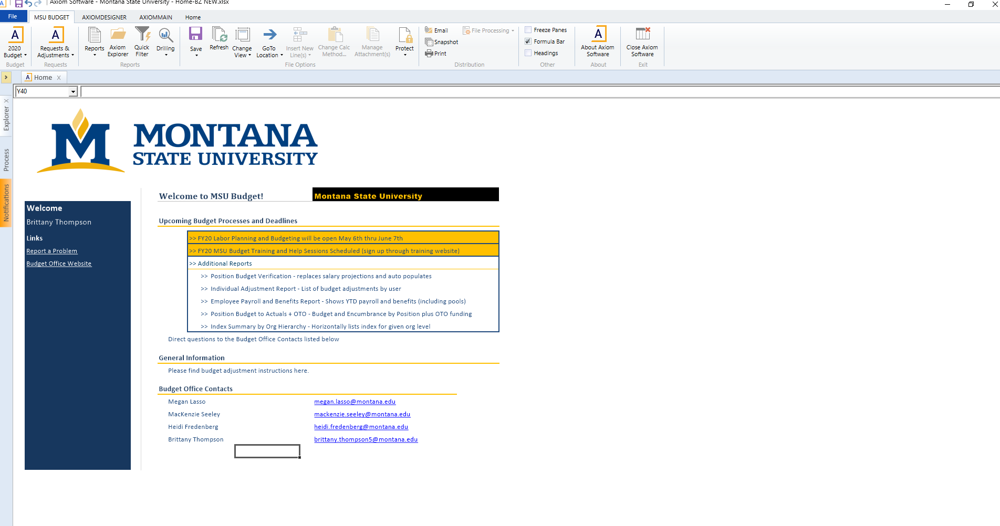 Axiom Software - Montana State University - Home-BZ NEW.xlsx
File MSU BUDGET AXIOMDESIGNER AXIOMMAIN Home
A 2020 Budget
Budget
A Requests & Adjustments
Requests
Reports
Axiom Explorer
Quick Filter
Drilling
Reports
Save
Refresh
Change View
GoTo Location
Insert New Line(s)
Change Calc Method...
Manage Attachment(s)
Protect
File Options
Email
Snapshot
Print
File Processing
Distribution
Freeze Panes
Formula Bar
Headings
Other
A About Axiom Software
About
Close Axiom Software
Exit
A Home X
Y40
Explorer X
Process
Notifications
M MONTANA
STATE UNIVERSITY
Welcome
Brittany Thompson
Links
Report a Problem
Budget Office Website
Welcome to MSU Budget! Montana State University
Upcoming Budget Processes and Deadlines
>> FY20 Labor Planning and Budgeting will be open May 6th thru June 7th
>> FY20 MSU Budget Training and Help Sessions Scheduled (sign up through training website)
>> Additional Reports
>> Position Budget Verification - replaces salary projections and auto populates
>> Individual Adjustment Report - List of budget adjustments by user
>> Employee Payroll and Benefits Report - Shows YTD payroll and benefits (including pools)
>> Position Budget to Actuals + OTO - Budget and Encumbrance by Position plus OTO funding
>> Index Summary by Org Hierarchy - Horizontally lists index for given org level
Direct questions to the Budget Office Contacts listed below
General Information
Please find budget adjustment instructions here.
Budget Office Contacts
Megan Lasso megan.lasso@montana.edu
MacKenzie Seeley mackenzie.seeley@montana.edu
Heidi Fredenberg heidi.fredenberg@montana.edu
Brittany Thompson brittany.thompson5@montana.edu